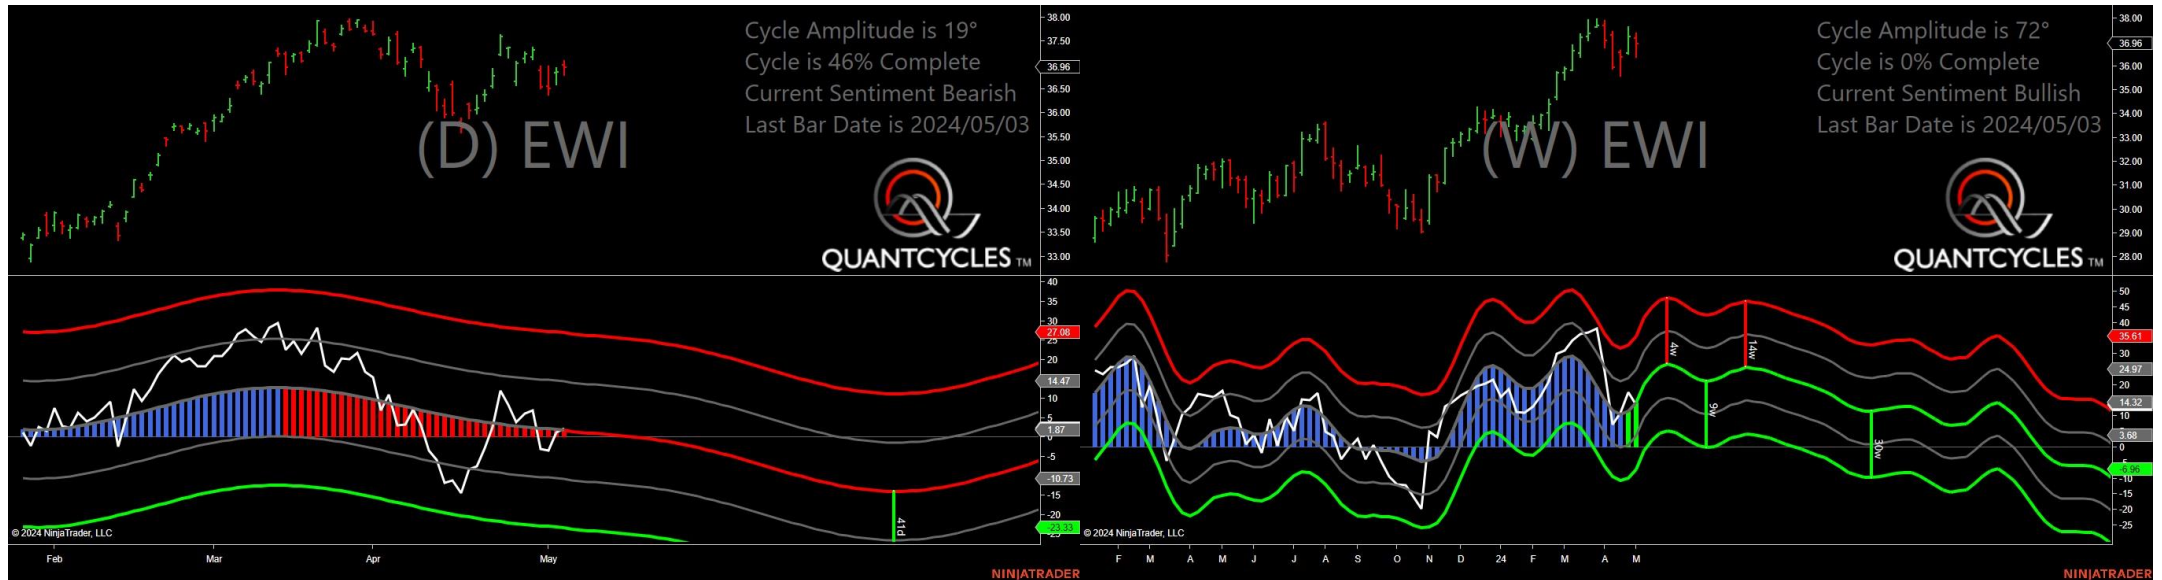 Cycle Amplitude is 19°
Cycle is 46% Complete
Current Sentiment Bearish
Last Bar Date is 2024/05/03
(D) EWI
QUANTCYCLES TM
38.00
37.50
36.96
36.50
36.00
35.50
35.00
34.50
34.00
33.50
33.00
40
35
30
27.08
20
14.47
10
5
1.87
0
-5
-10.73
-15
-20
-23.33
41d
© 2024 NinjaTrader, LLC
Feb Mar Apr May
NINJATRADER
Cycle Amplitude is 72°
Cycle is 0% Complete
Current Sentiment Bullish
Last Bar Date is 2024/05/03
(W) EWI
QUANTCYCLES TM
38.00
36.96
36.00
35.00
34.00
33.00
32.00
31.00
30.00
29.00
28.00
50
45
40
35.61
30
24.97
20
14.32
10
3.68
0
-6.96
-10
-15
-20
-25
4w
14w
9w
30w
© 2024 NinjaTrader, LLC
F M A M J J A S O N D 24 F M A M
NINJATRADER